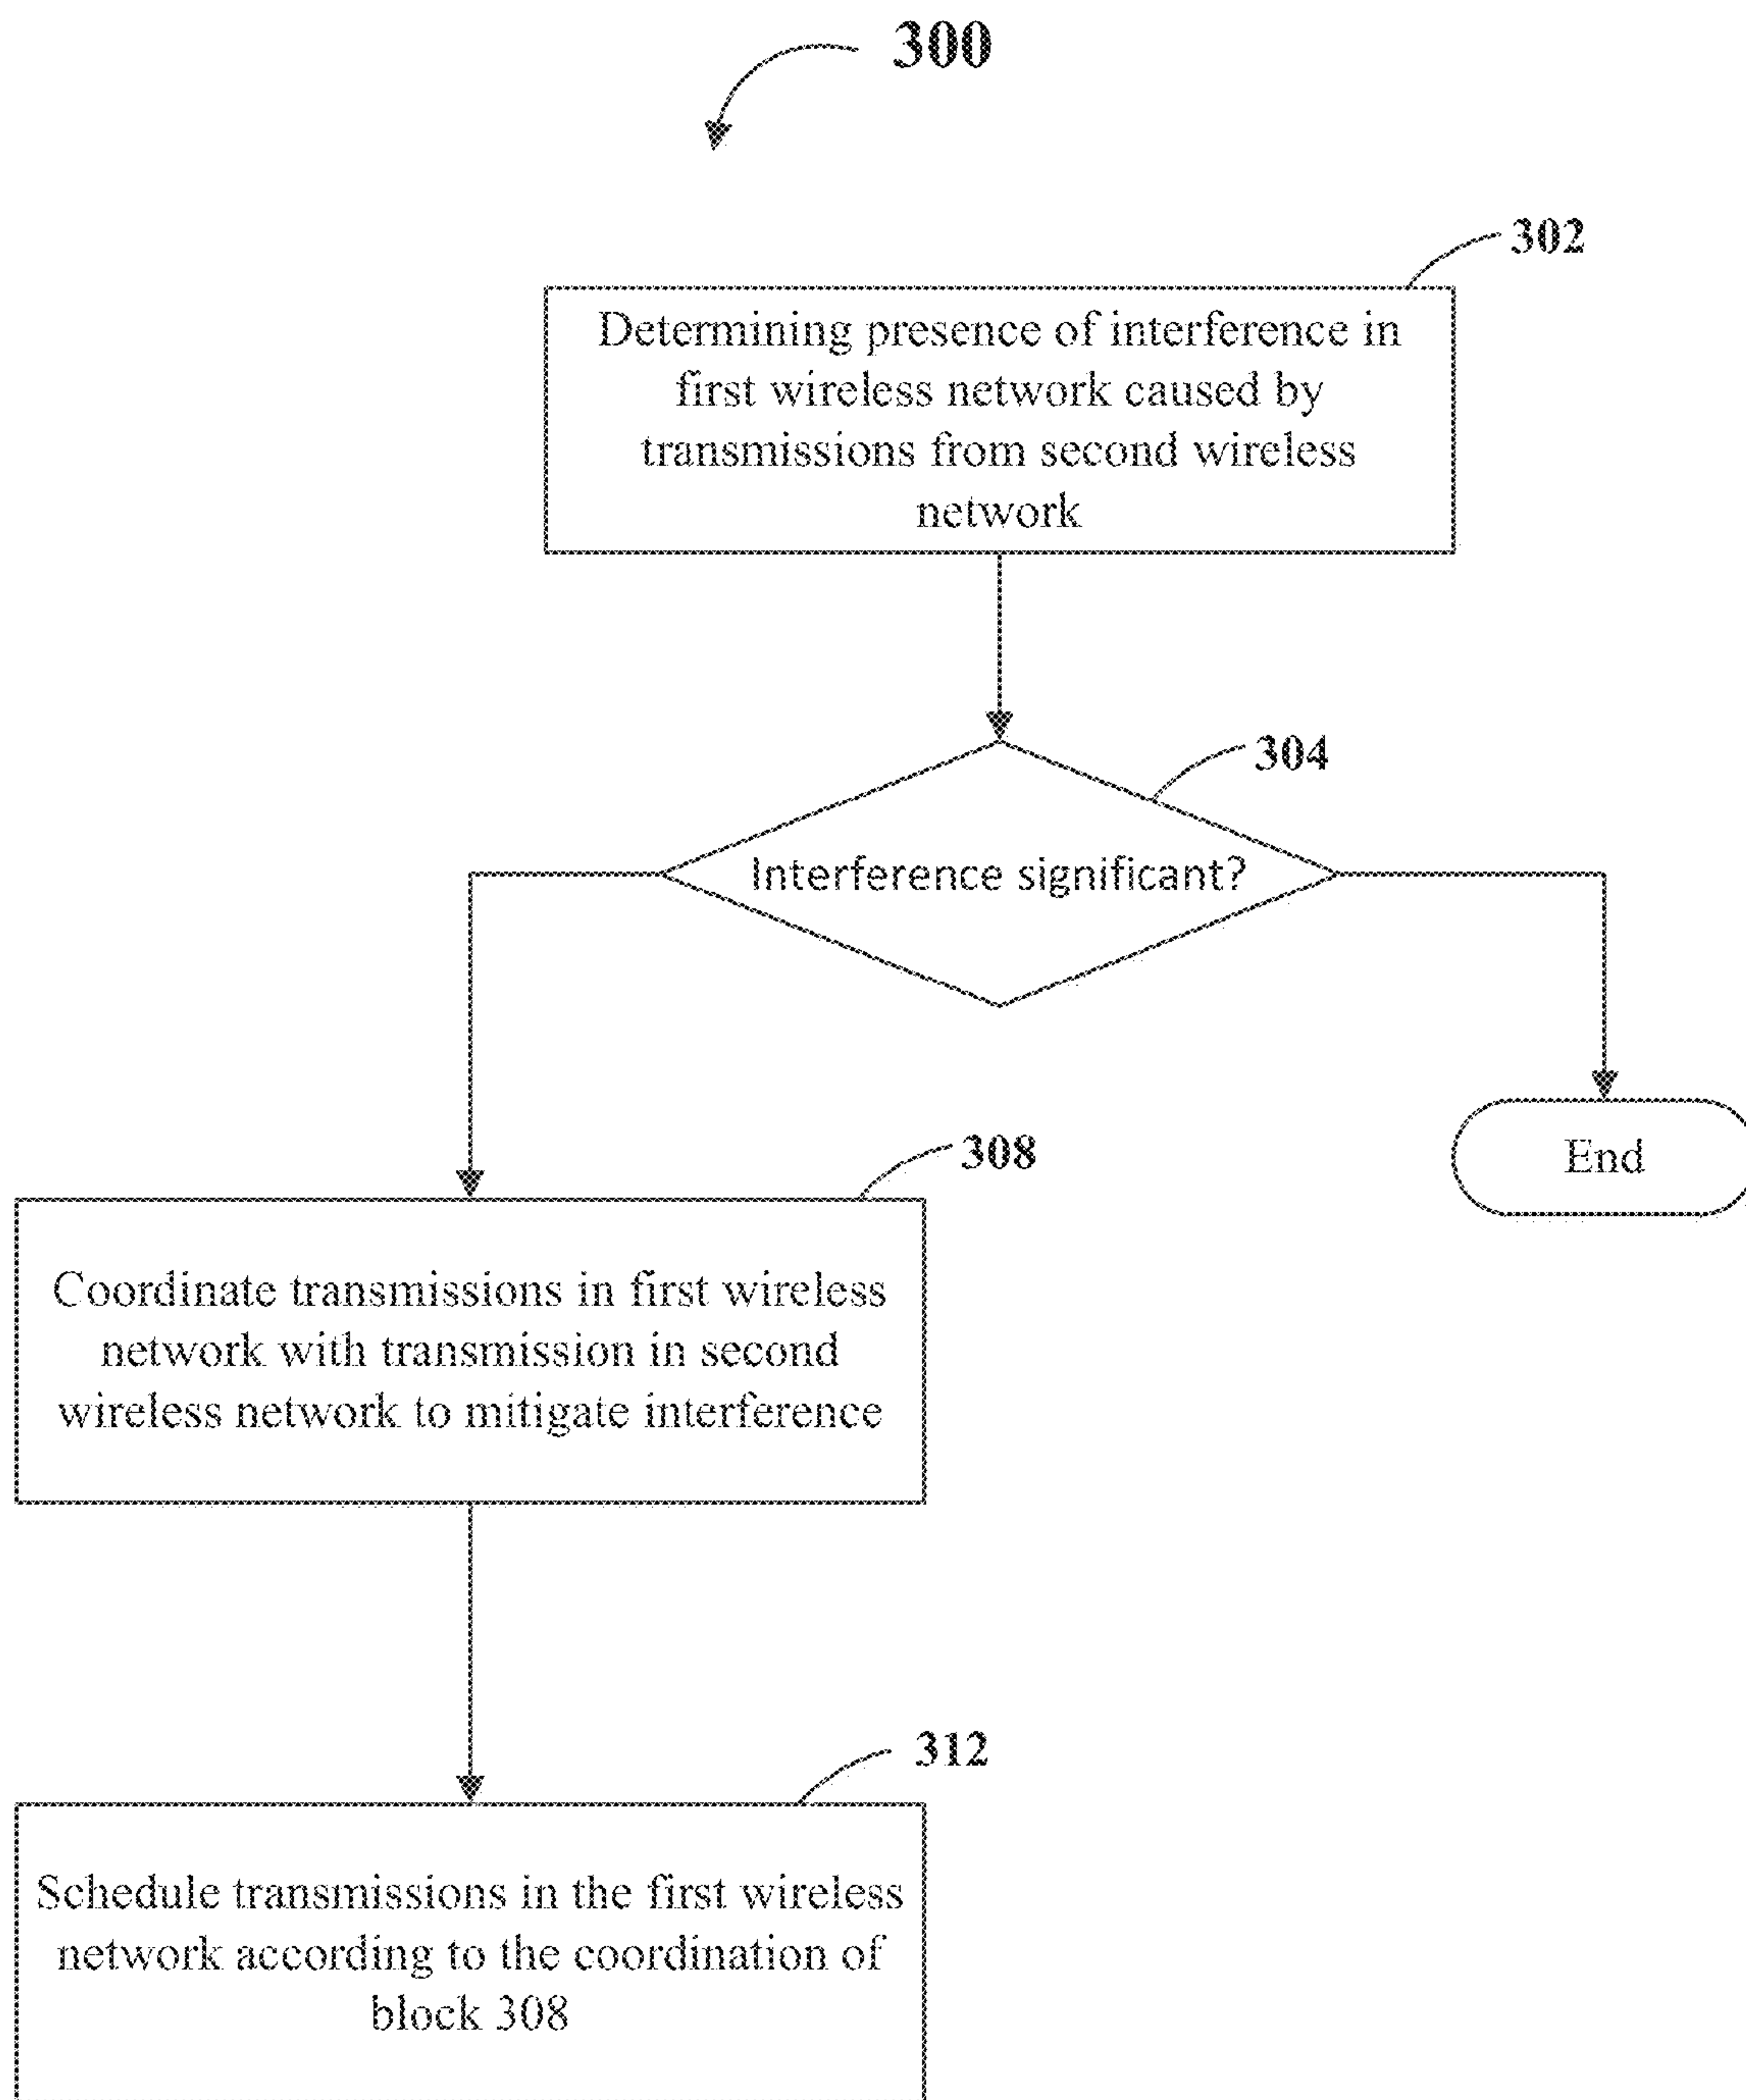 300
302
Determining presence of interference in
first wireless network caused by
transmissions from second wireless
network
304
Interference significant?
End
308
Coordinate transmissions in first wireless
network with transmission in second
wireless network to mitigate interference
312
Schedule transmissions in the first wireless
network according to the coordination of
block 308